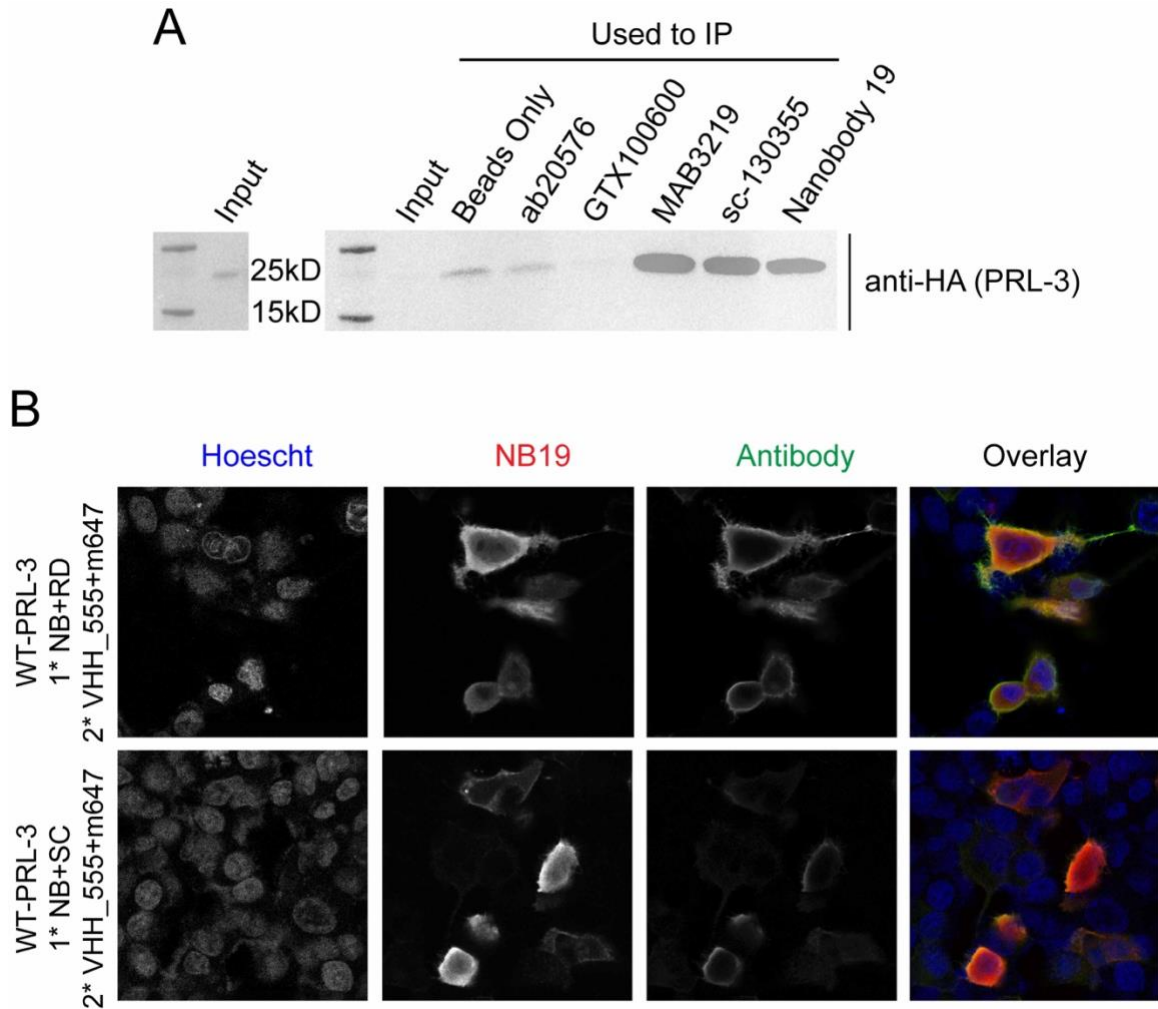 A
Used to IP
Input
Input
Beads Only
ab20576
GTX100600
MAB3219
sc-130355
Nanobody 19
25kD
15kD
anti-HA (PRL-3)
B
Hoescht
NB19
Antibody
Overlay
WT-PRL-3
1* NB+RD
2* VHH_555+m647
WT-PRL-3
1* NB+SC
2* VHH_555+m647